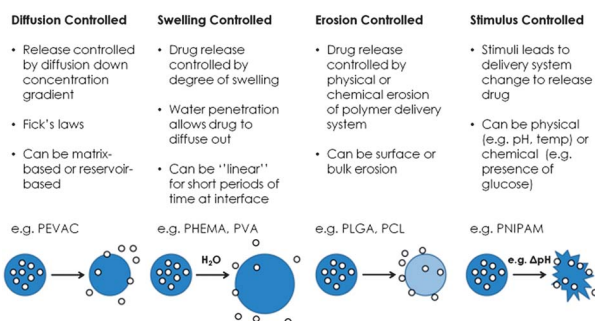 Diffusion Controlled
• Release controlled
by diffusion down
concentration
gradient
• Fick's laws
• Can be matrix-
based or reservoir-
based
e.g. PEVAC
Swelling Controlled
• Drug release
controlled by
degree of swelling
• Water penetration
allows drug to
diffuse out
• Can be ‘'linear’'
for short periods of
time at interface
e.g. PHEMA, PVA
H₂O
Erosion Controlled
• Drug release
controlled by
physical or
chemical erosion
of polymer delivery
system
• Can be surface or
bulk erosion
e.g. PLGA, PCL
Stimulus Controlled
• Stimuli leads to
delivery system
change to release
drug
• Can be physical
(e.g. pH, temp) or
chemical (e.g.
presence of
glucose)
e.g. PNIPAM
e.g. ΔpH